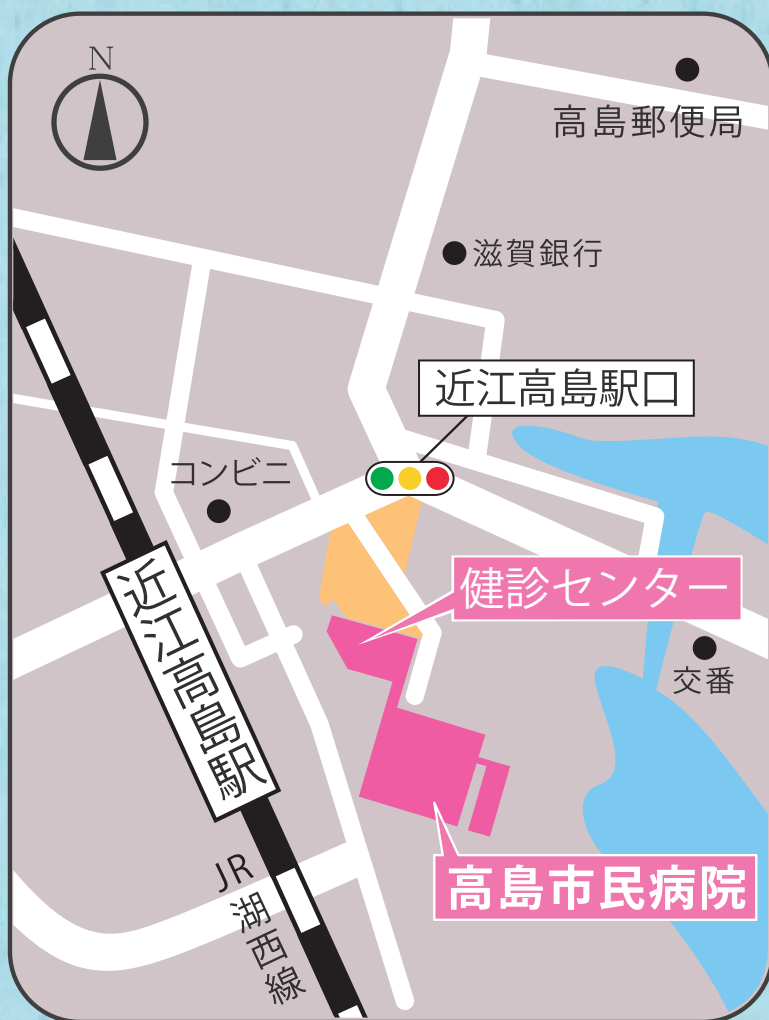 N
高島郵便局
滋賀銀行
近江高島駅口
コンビニ
健診センター
近江高島駅
交番
高島市民病院
JR湖西線